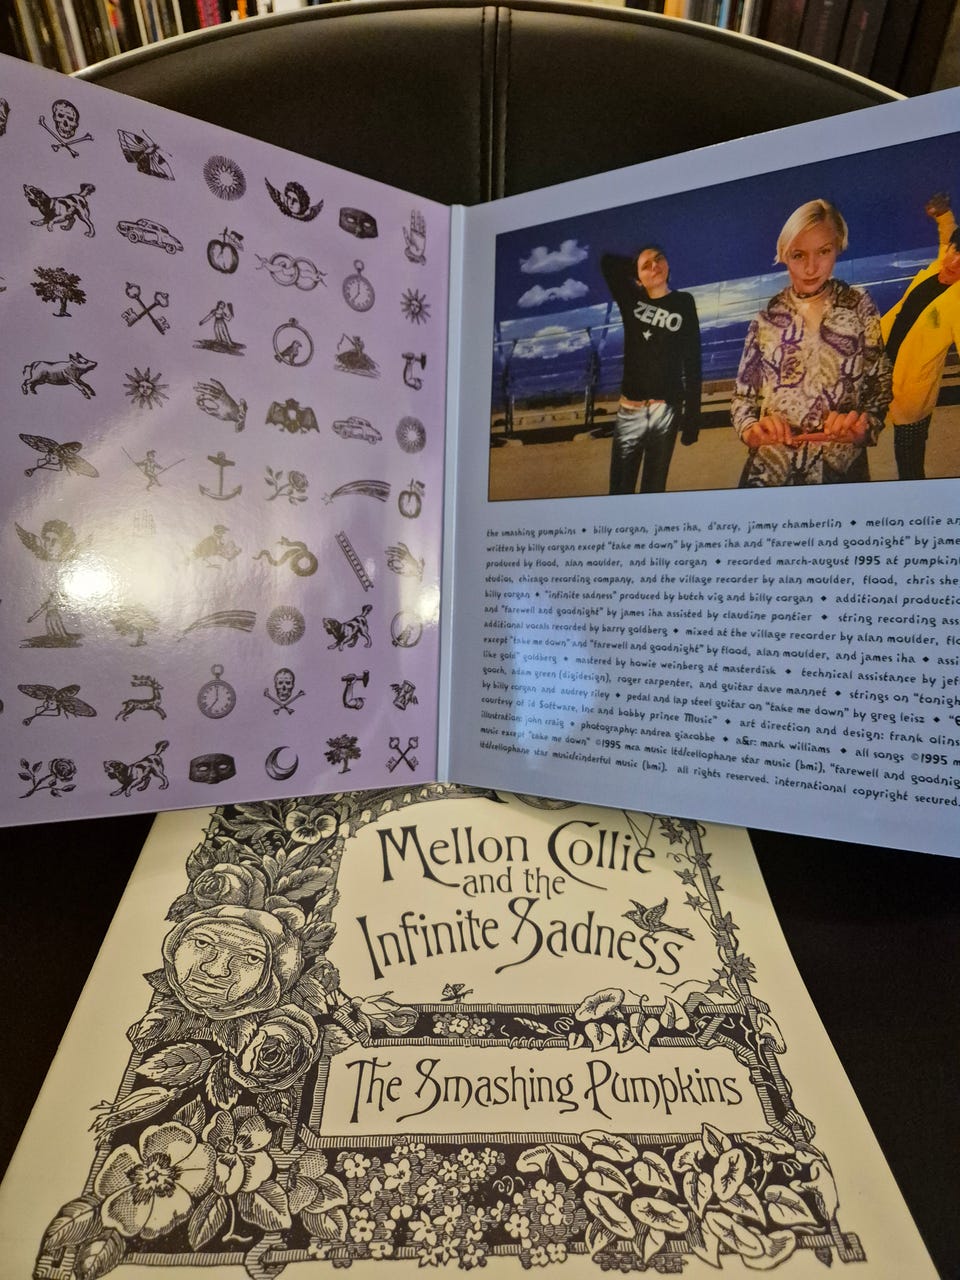 ZERO
the smashing pumpkins ◆ billy corgan, james iha, d'arcy, jimmy chamberlin ◆ mellon collie an
written by billy corgan except "take me down" by james iha and "farewell and goodnight" by jame
produced by flood, alan moulder, and billy corgan ◆ recorded march-august 1995 at pumpkin
studios, chicago recording company, and the village recorder by alan moulder, flood, chris she
billy corgan ◆ "infinite sadness" produced by butch vig and billy corgan ◆ additional productio
and "farewell and goodnight" by james iha assisted by claudine pontier ◆ string recording ass
additional vocals recorded by barry goldberg ◆ mixed at the village recorder by alan moulder, flo
except "take me down" and "farewell and goodnight" by flood, alan moulder, and james iha ◆ assi
like gold" goldberg ◆ mastered by howie weinberg at masterdisk ◆ technical assistance by jef
gooch, adam green (digidesign), roger carpenter, and guitar dave mannet ◆ strings on "tonigh
by billy corgan and audrey riley ◆ pedal and lap steel guitar on "take me down" by greg leisz ◆
courtesy of id Software, Inc and bobby prince Music" ◆ art direction and design: frank olins
illustration: john craig ◆ photography: andrea giacobbe ◆ a&r: mark williams ◆ all songs ©1995 m
music except "take me down" ©1995 mca music ltd/cellophane star music (bmi), "farewell and goodnig
ltd/cellophane star music/cinderful music (bmi). all rights reserved. international copyright secured.
Mellon Collie
and the
Infinite Sadness
The Smashing Pumpkins